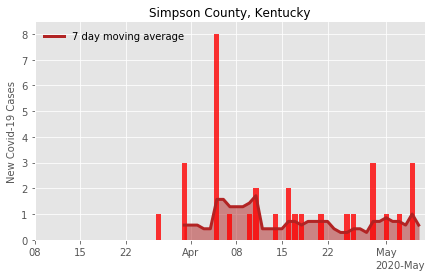 Simpson County, Kentucky
7 day moving average
New Covid-19 Cases
8
7
6
5
4
3
2
1
0
08 15 22 Apr 08 15 22 May
2020-May